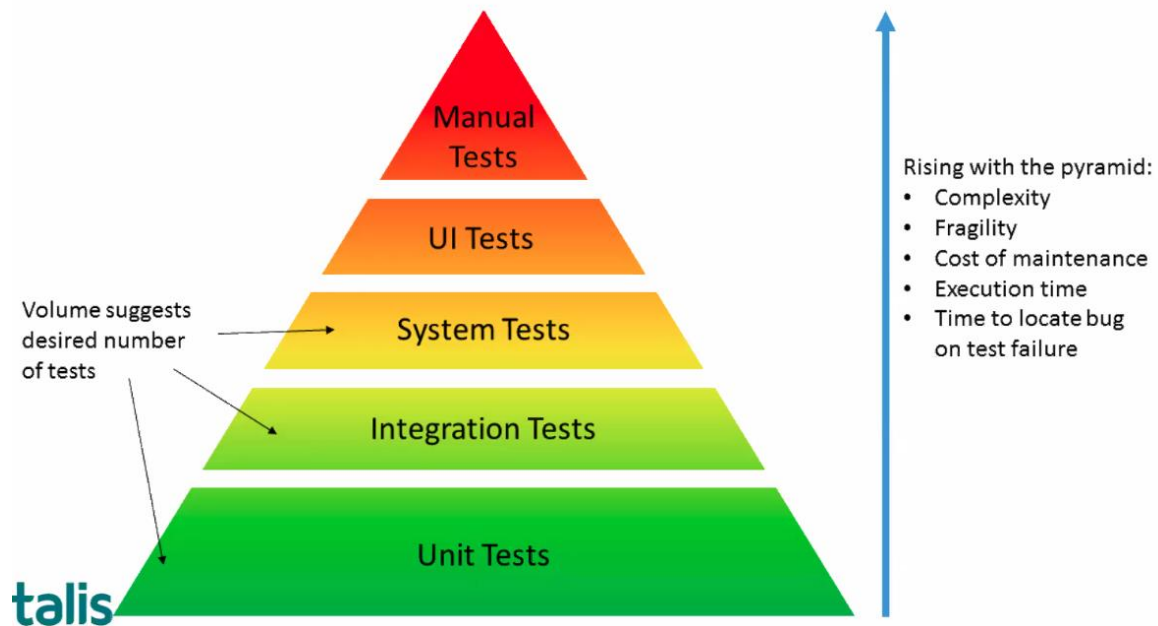 Manual
Tests
UI Tests
System Tests
Integration Tests
Unit Tests
Volume suggests
desired number
of tests
Rising with the pyramid:
• Complexity
• Fragility
• Cost of maintenance
• Execution time
• Time to locate bug
on test failure
talis